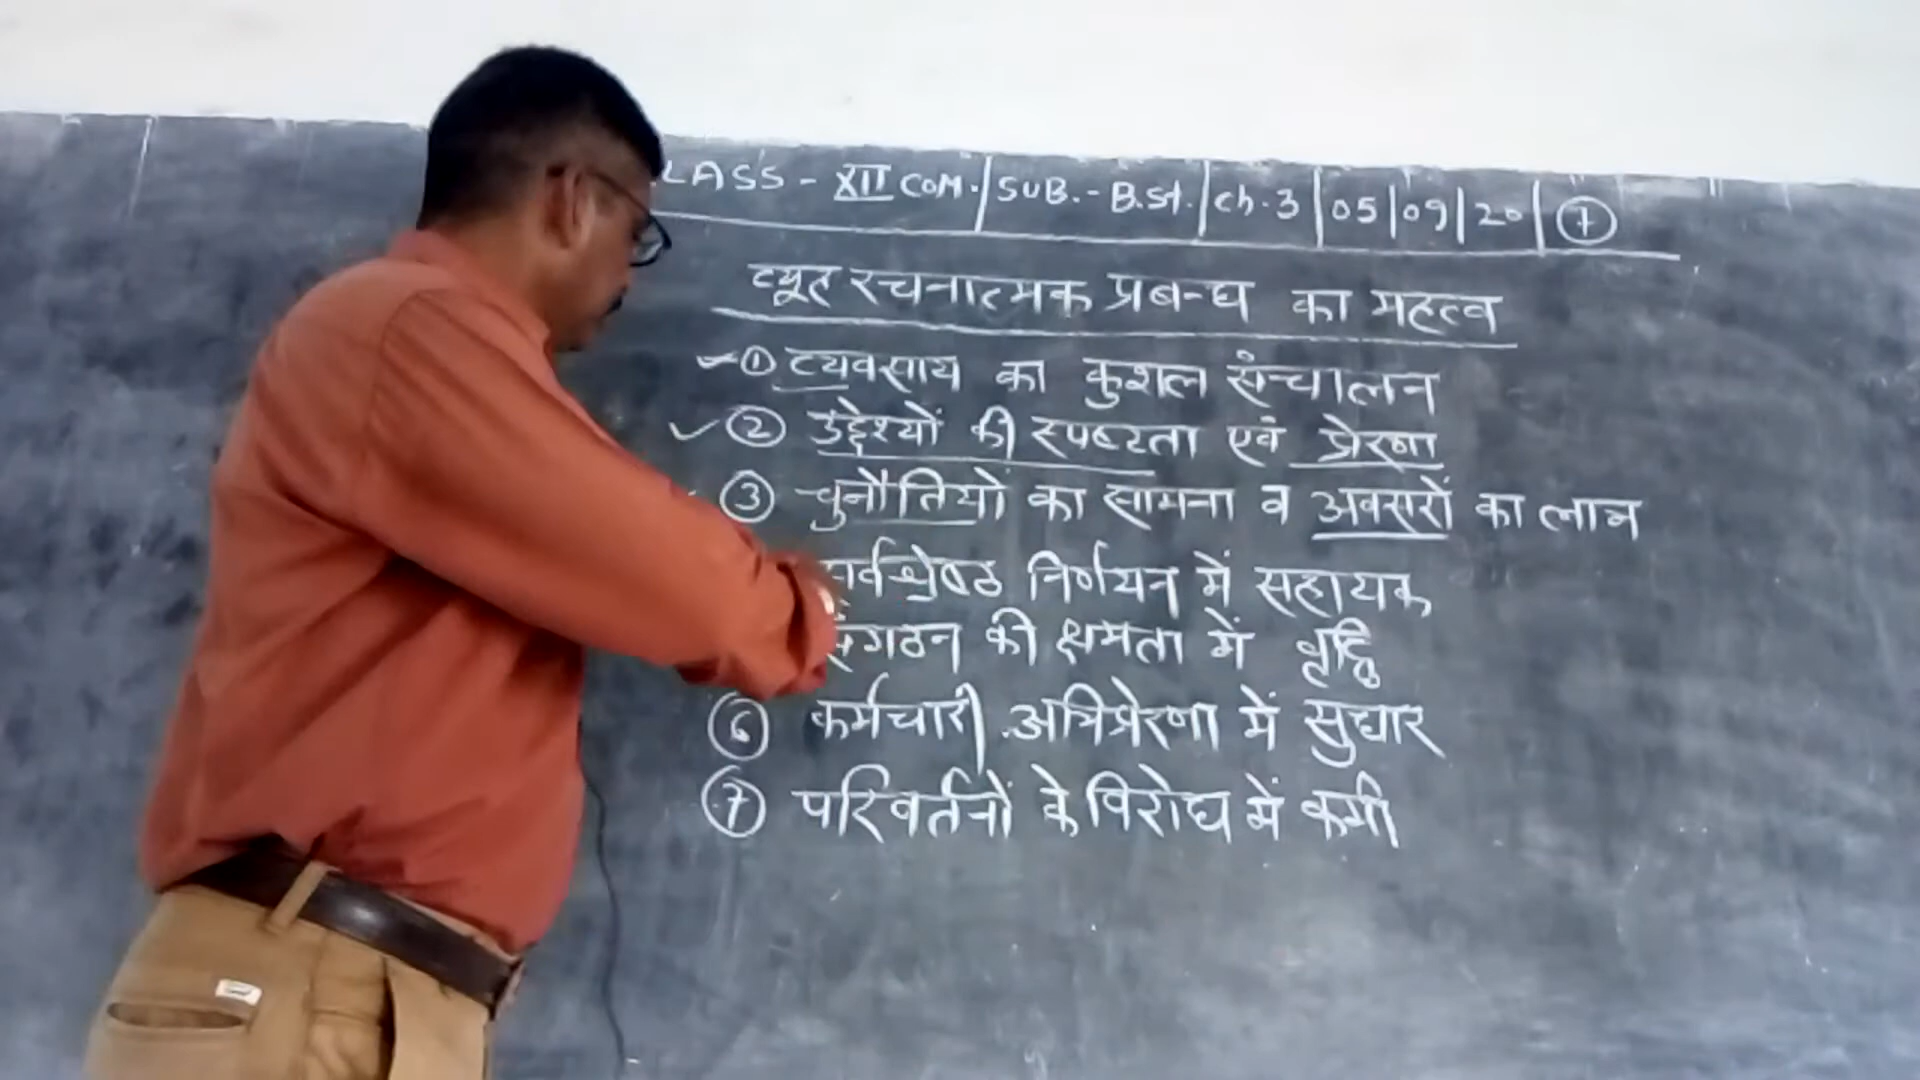 LASS - XII COM. | SUB. - B.St. | Ch. 3 | 05 | 09 | 20 | 7
व्यूह रचनात्मक प्रबन्ध का महत्व
① व्यवसाय का कुशल संचालन
② उद्देश्यों की स्पष्टता एवं प्रेरणा
③ चुनौतियों का सामना व अवसरों का लाभ
सर्वश्रेष्ठ निर्णयन में सहायक
संगठन की क्षमता में वृद्धि
⑥ कर्मचारी अभिप्रेरणा में सुधार
⑦ परिवर्तनों के विरोध में कमी